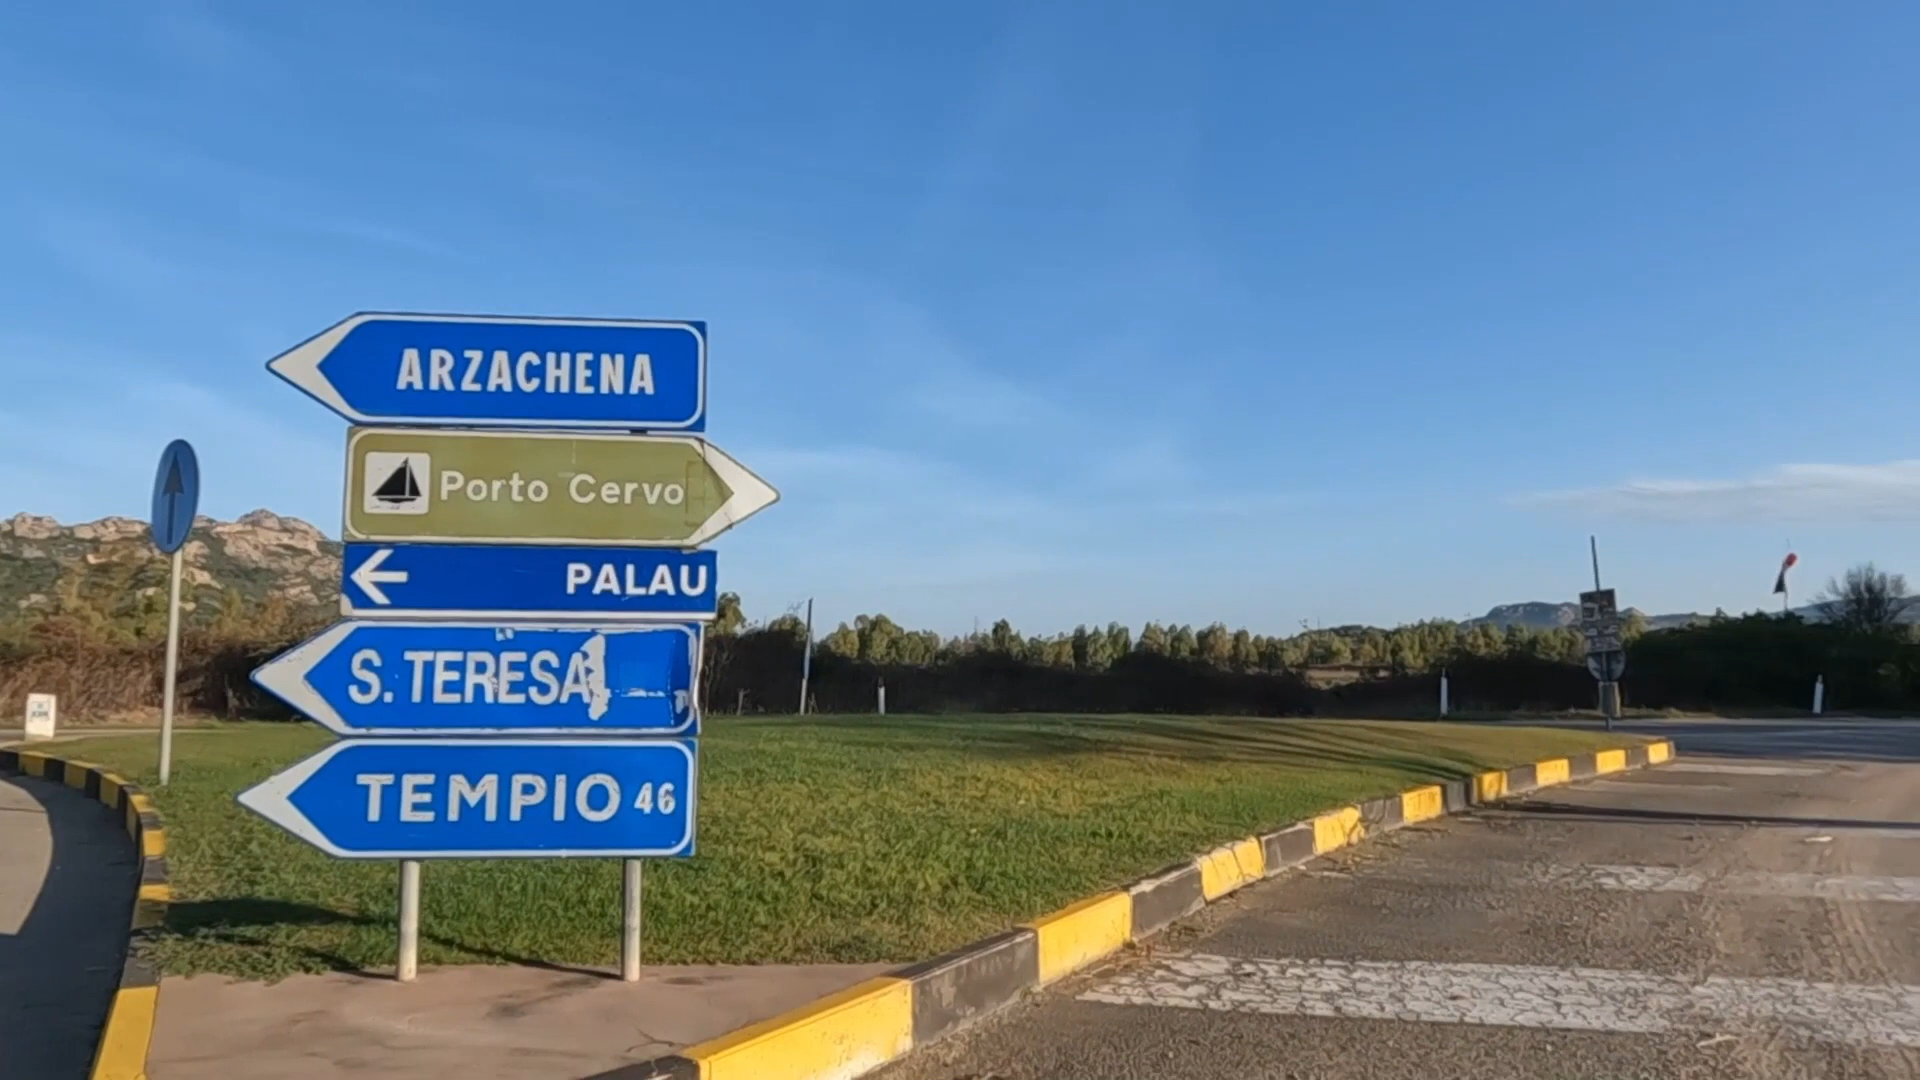 ARZACHENA
Porto Cervo
PALAU
S. TERESA
TEMPIO 46